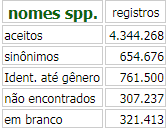 nomes spp. registros
aceitos 4.344.268
sinônimos 654.676
Ident. até gênero 761.500
não encontrados 307.237
em branco 321.413